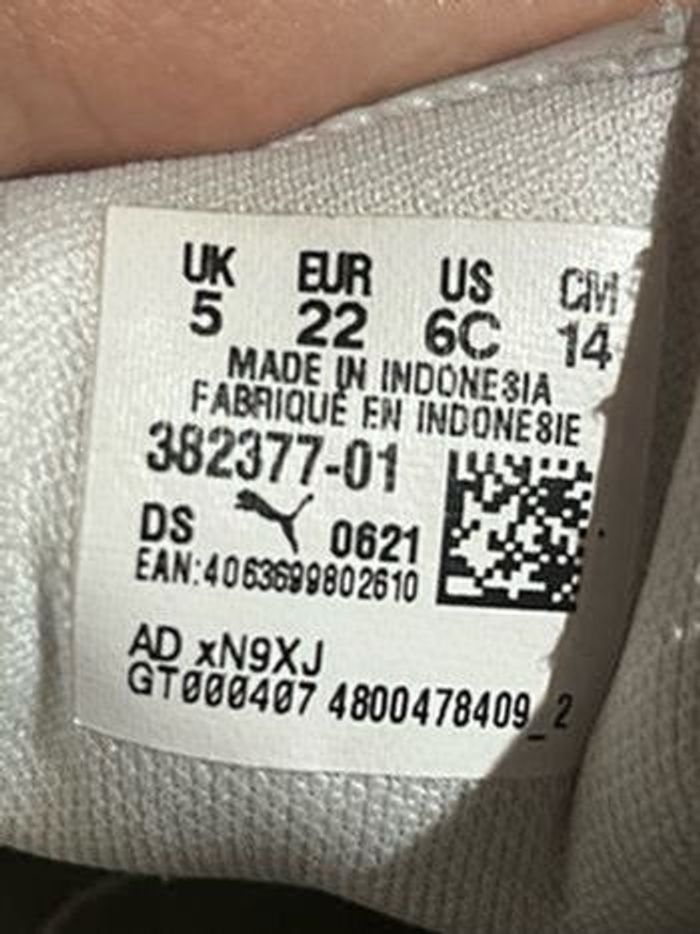 UK EUR US CM
5 22 6C 14
MADE IN INDONESIA
FABRIQUÉ EN INDONESIE
382377-01
DS 0621
EAN:4063699802610
AD xN9XJ
GT000407 4800478409_2